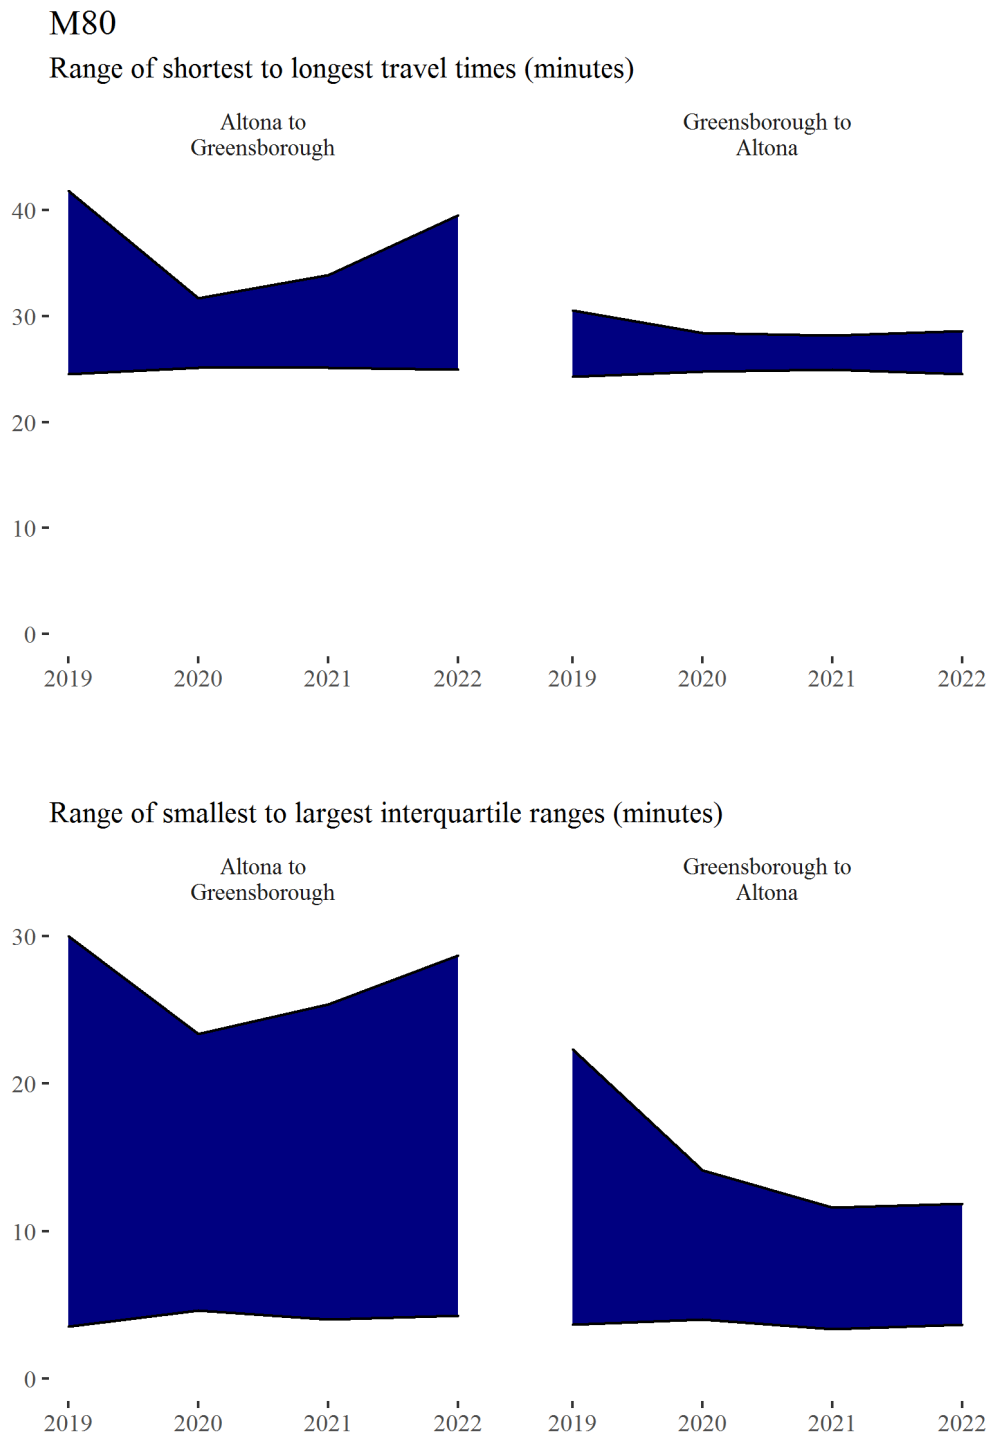 M80
Range of shortest to longest travel times (minutes)
Altona to
Greensborough
Greensborough to
Altona
40
30
20
10
0
2019 2020 2021 2022 2019 2020 2021 2022
Range of smallest to largest interquartile ranges (minutes)
Altona to
Greensborough
Greensborough to
Altona
30
20
10
0
2019 2020 2021 2022 2019 2020 2021 2022